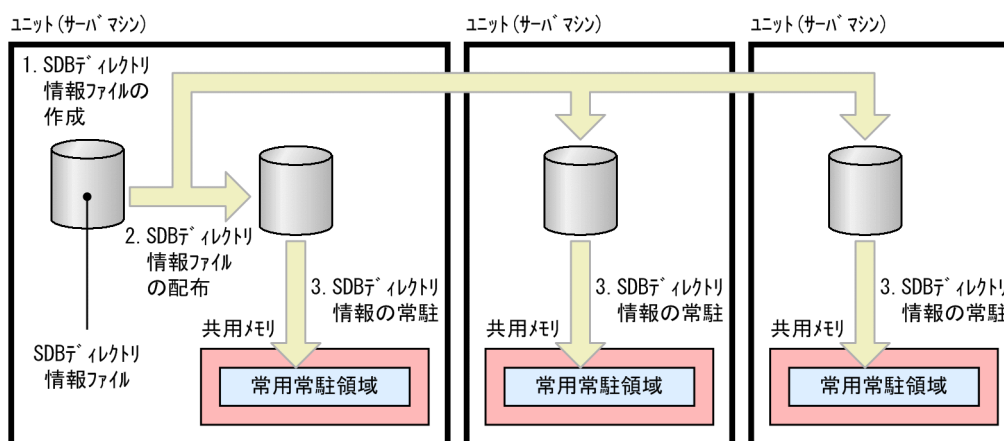 ユニット(サーバマシン)
ユニット(サーバマシン)
ユニット(サーバマシン)
1. SDBディレクトリ
情報ファイルの
作成
2. SDBディレクトリ
情報ファイル
の配布
SDBディレクトリ
情報ファイル
3. SDBディレクトリ
情報の常駐
共用メモリ
常用常駐領域
3. SDBディレクトリ
情報の常駐
共用メモリ
常用常駐領域
3. SDBディレクトリ
情報の常駐
共用メモリ
常用常駐領域